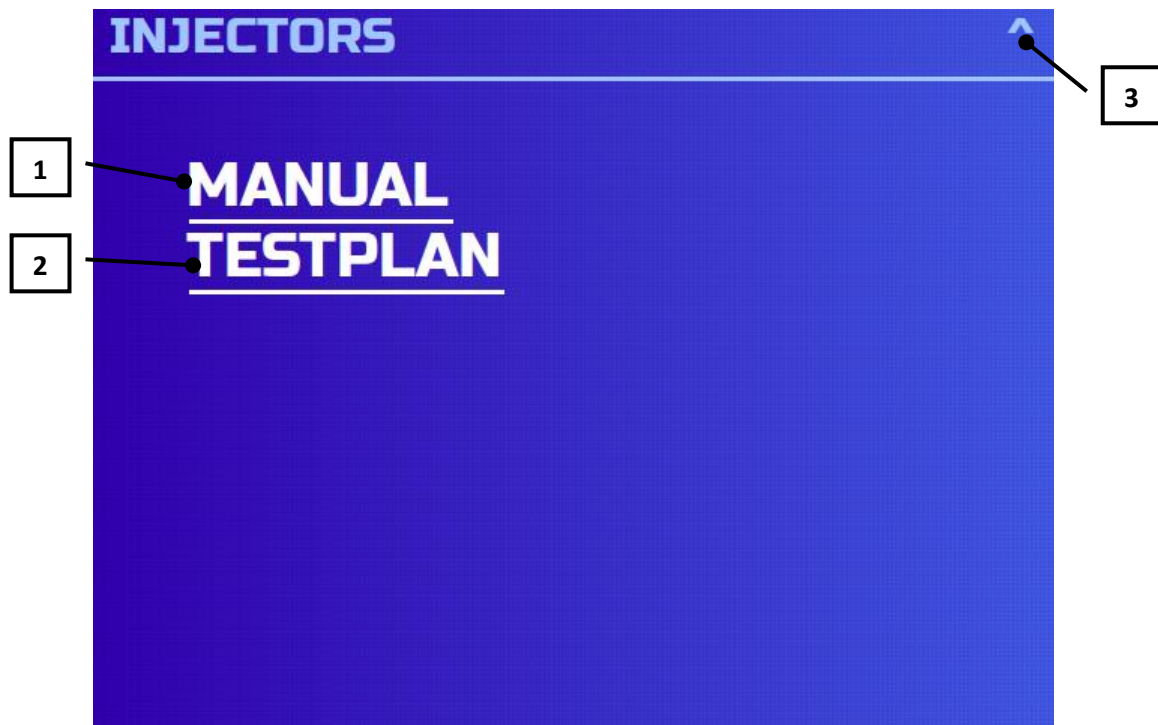 INJECTORS ^
3
1
MANUAL
2
TESTPLAN